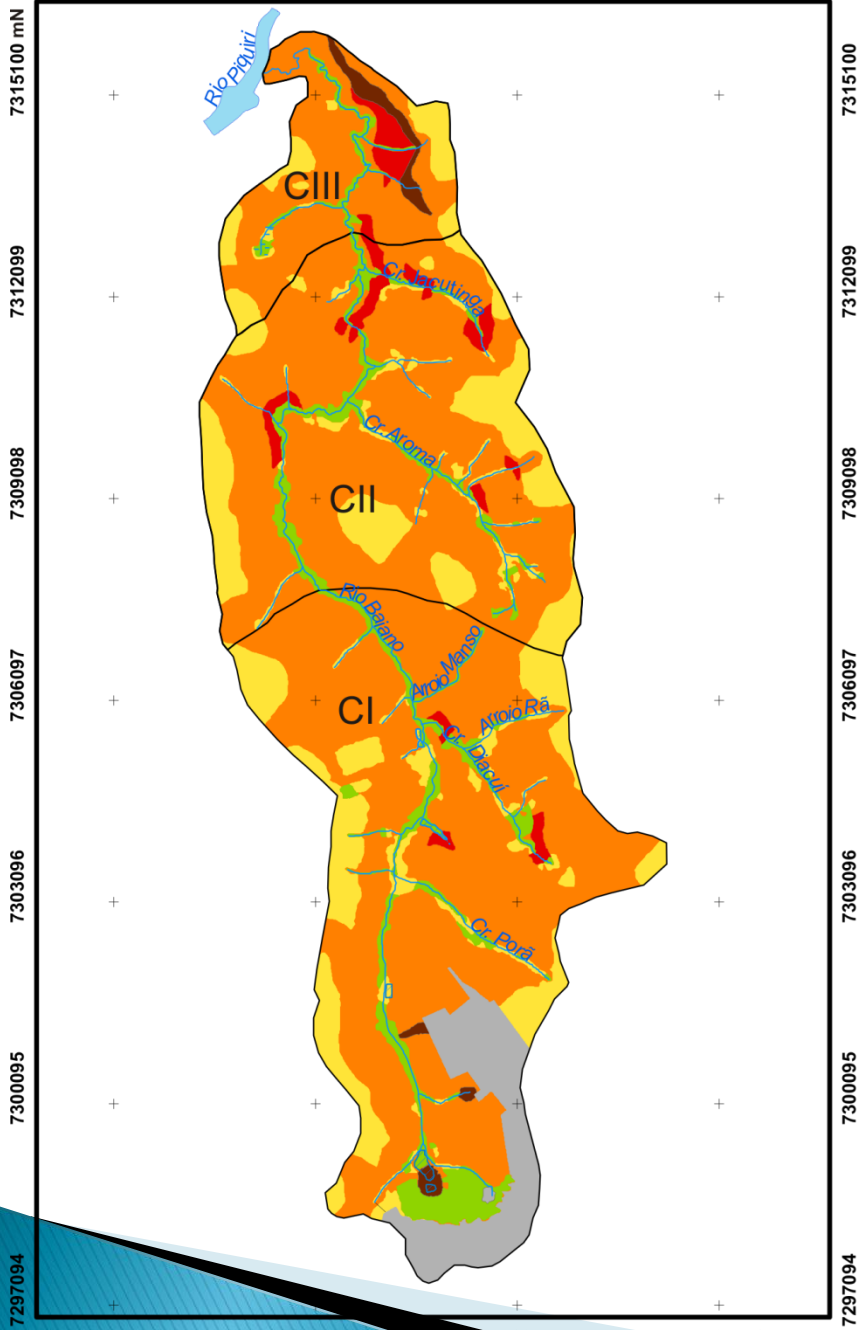 7315100 mN
7315100
Rio Piquiri
CIII
7312099
7312099
Cr. Jacutinga
Cr. Aroma
7309098
7309098
CII
Rio Baiano
Arroio Manso
7306097
7306097
CI
Arroio Rã
Cr. Diacuí
7303096
7303096
Cr. Porã
7300095
7300095
7297094
7297094